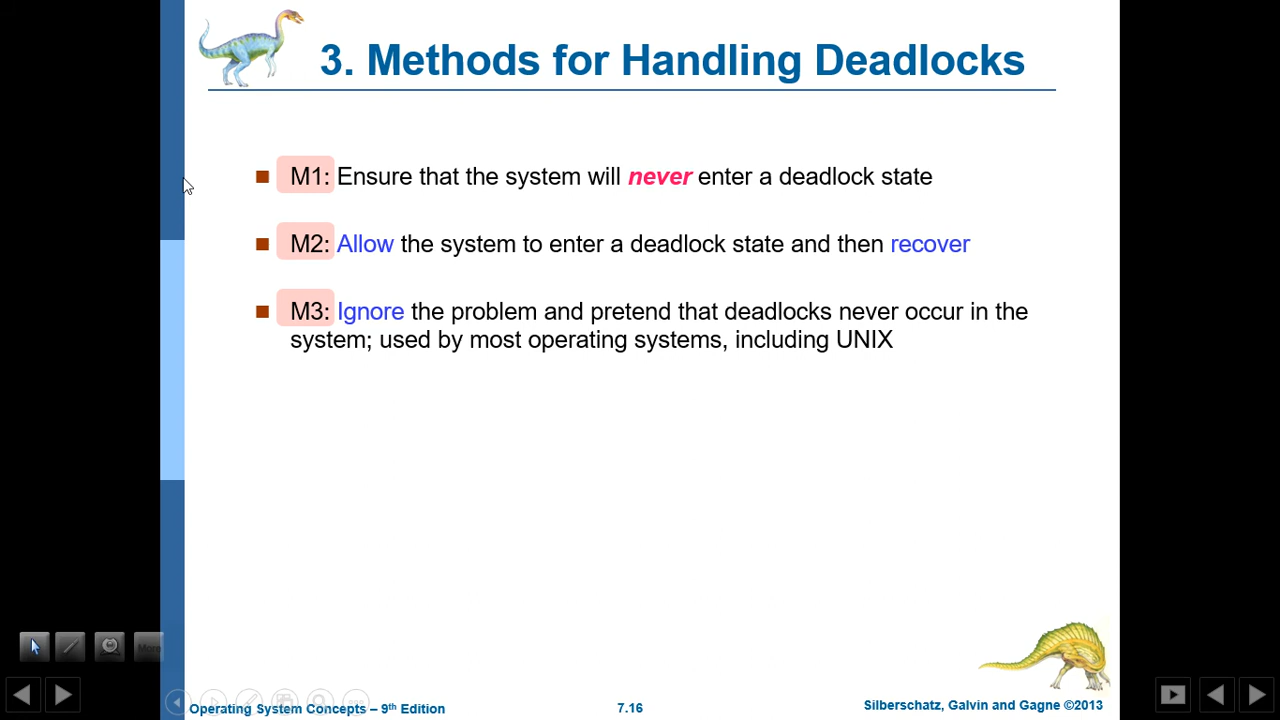 3. Methods for Handling Deadlocks
M1: Ensure that the system will never enter a deadlock state
M2: Allow the system to enter a deadlock state and then recover
M3: Ignore the problem and pretend that deadlocks never occur in the
system; used by most operating systems, including UNIX
More
Operating System Concepts – 9th Edition
7.16
Silberschatz, Galvin and Gagne ©2013